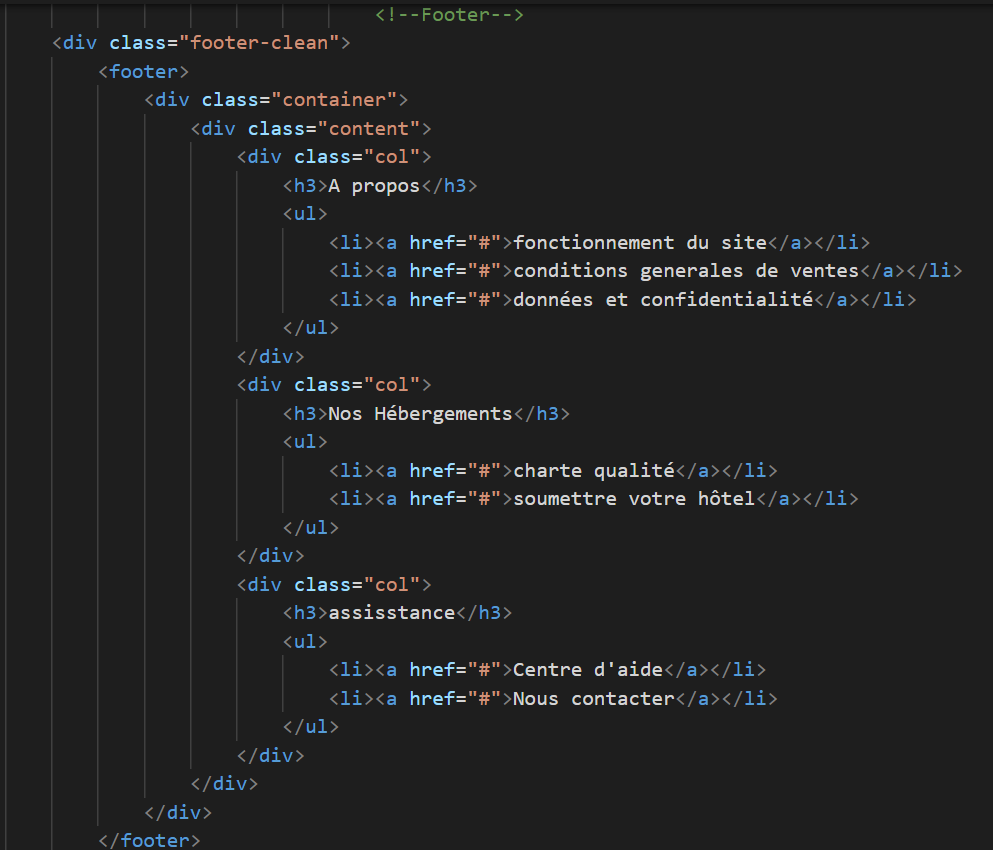 <!--Footer-->
<div class="footer-clean">
<footer>
<div class="container">
<div class="content">
<div class="col">
<h3>A propos</h3>
<ul>
<li><a href="#">fonctionnement du site</a></li>
<li><a href="#">conditions generales de ventes</a></li>
<li><a href="#">données et confidentialité</a></li>
</ul>
</div>
<div class="col">
<h3>Nos Hébergements</h3>
<ul>
<li><a href="#">charte qualité</a></li>
<li><a href="#">soumettre votre hôtel</a></li>
</ul>
</div>
<div class="col">
<h3>assisstance</h3>
<ul>
<li><a href="#">Centre d'aide</a></li>
<li><a href="#">Nous contacter</a></li>
</ul>
</div>
</div>
</div>
</footer>